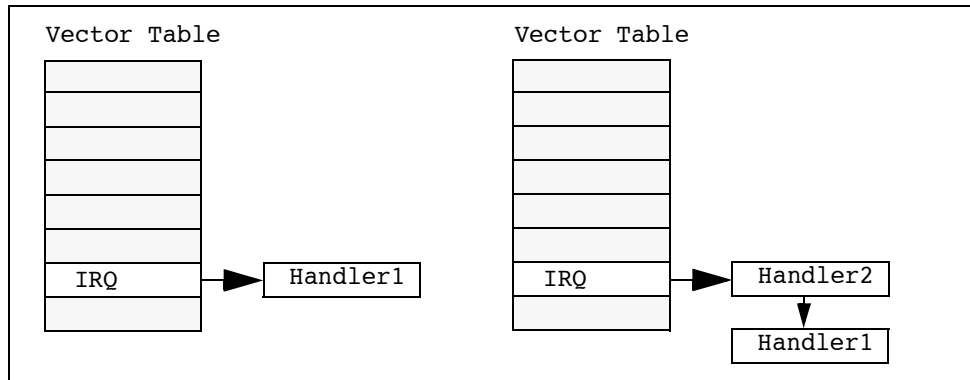 Vector Table
IRQ
Handler1
Vector Table
IRQ
Handler2
Handler1